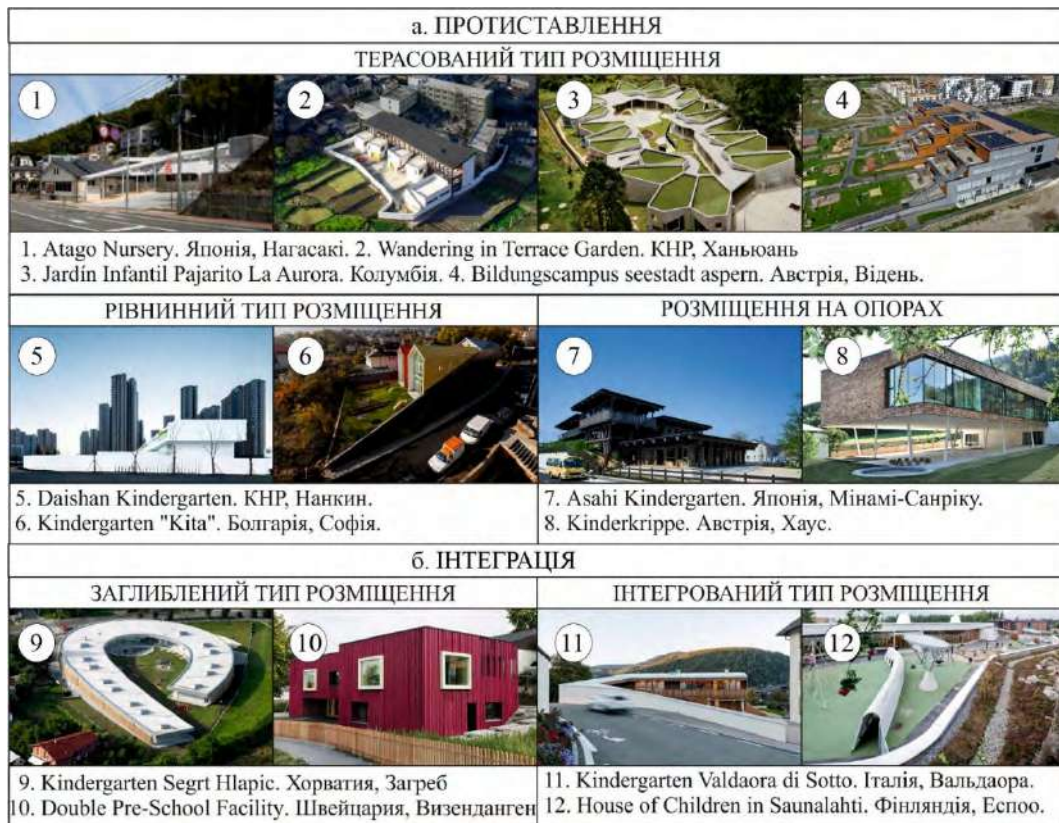 а. ПРОТИСТАВЛЕННЯ
ТЕРАСОВАНИЙ ТИП РОЗМІЩЕННЯ
1
2
3
4
1. Atago Nursery. Японія, Нагасакі. 2. Wandering in Terrace Garden. КНР, Ханьюань
3. Jardín Infantil Pajarito La Aurora. Колумбія. 4. Bildungscampus seestadt aspern. Австрія, Відень.
РІВНИННИЙ ТИП РОЗМІЩЕННЯ
5
6
5. Daishan Kindergarten. КНР, Нанкин.
6. Kindergarten "Kita". Болгарія, Софія.
РОЗМІЩЕННЯ НА ОПОРАХ
7
8
7. Asahi Kindergarten. Японія, Мінамі-Санріку.
8. Kinderkrippe. Австрія, Хаус.
б. ІНТЕГРАЦІЯ
ЗАГЛИБЛЕНИЙ ТИП РОЗМІЩЕННЯ
9
10
9. Kindergarten Segrt Hlapic. Хорватия, Загреб
10. Double Pre-School Facility. Швейцария, Визенданген
ІНТЕГРОВАНИЙ ТИП РОЗМІЩЕННЯ
11
12
11. Kindergarten Valdaora di Sotto. Італія, Вальдаора.
12. House of Children in Saunalahti. Фінляндія, Еспоо.